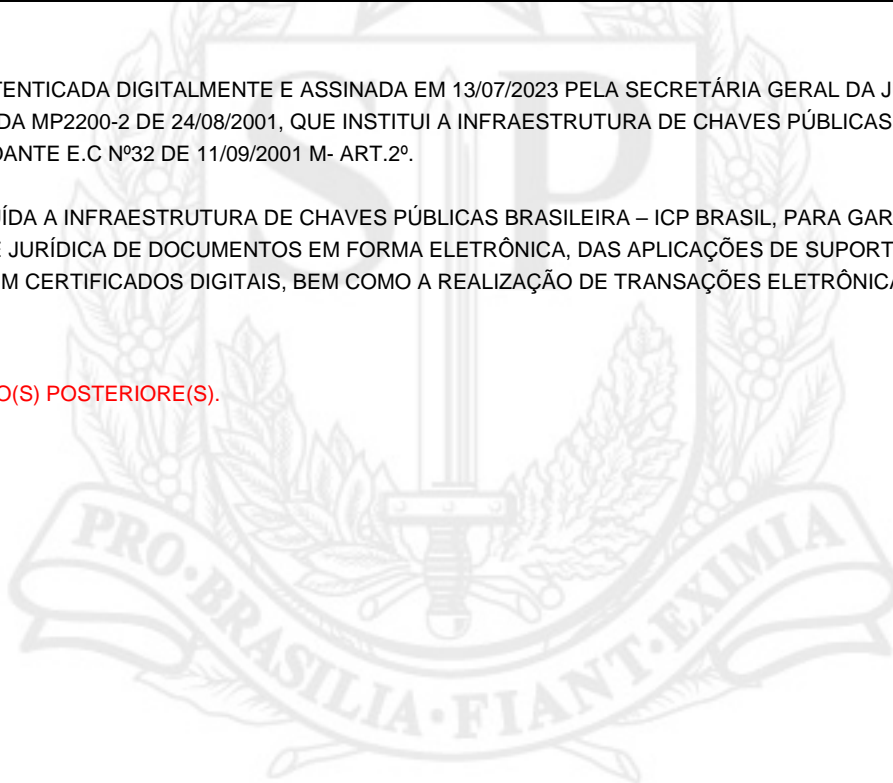 TENTICADA DIGITALMENTE E ASSINADA EM 13/07/2023 PELA SECRETÁRIA GERAL DA J
DA MP2200-2 DE 24/08/2001, QUE INSTITUI A INFRAESTRUTURA DE CHAVES PÚBLICAS
DANTE E.C Nº32 DE 11/09/2001 M- ART.2º.
ÍDA A INFRAESTRUTURA DE CHAVES PÚBLICAS BRASILEIRA – ICP BRASIL, PARA GAR
E JURÍDICA DE DOCUMENTOS EM FORMA ELETRÔNICA, DAS APLICAÇÕES DE SUPORT
M CERTIFICADOS DIGITAIS, BEM COMO A REALIZAÇÃO DE TRANSAÇÕES ELETRÔNICA
O(S) POSTERIORE(S).
SP
PRO·BRASILIA·FIANT·EXIMIA